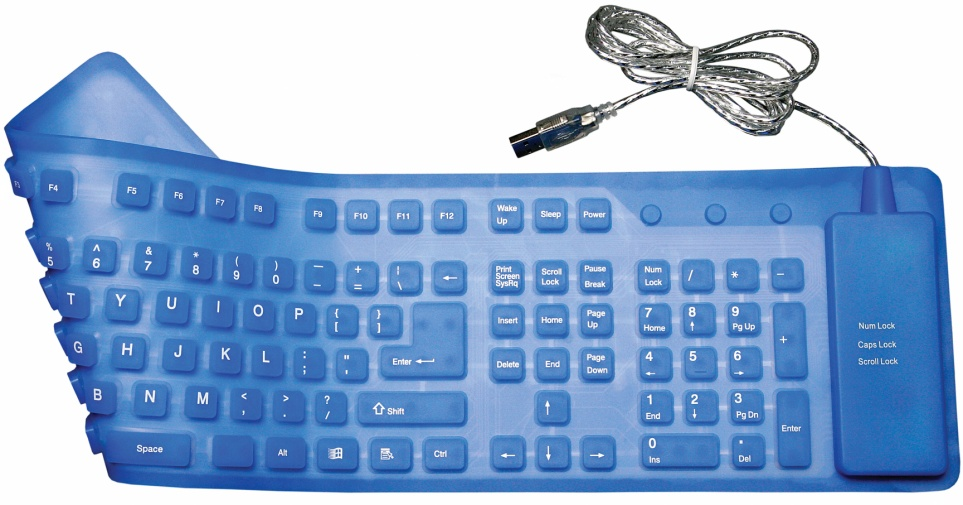 F3 F4 F5 F6 F7 F8 F9 F10 F11 F12 Wake Up Sleep Power
% 5 ^ 6 & 7 * 8 ( 9 ) 0 — – + = ¦ \ ← Print Screen SysRq Scroll Lock Pause Break Num Lock / * –
T Y U I O P { [ } ] Insert Home Page Up 7 Home 8 ↑ 9 Pg Up +
G H J K L : ; " ' Enter ← Delete End Page Down 4 ← 5 6 →
B N M < , > . ? / ⇧ Shift ↑ 1 End 2 ↓ 3 Pg Dn Enter
Space Alt Ctrl ← ↓ → 0 Ins . Del
Num Lock
Caps Lock
Scroll Lock